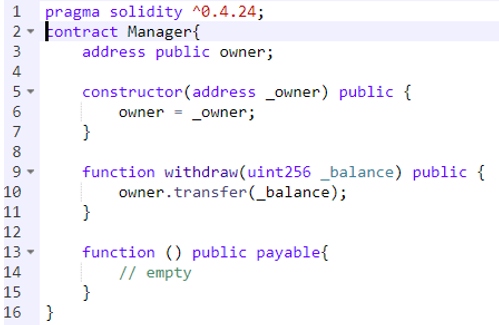 1 pragma solidity ^0.4.24;
2 contract Manager{
3     address public owner;
4
5     constructor(address _owner) public {
6         owner = _owner;
7     }
8
9     function withdraw(uint256 _balance) public {
10         owner.transfer(_balance);
11     }
12
13     function () public payable{
14         // empty
15     }
16 }